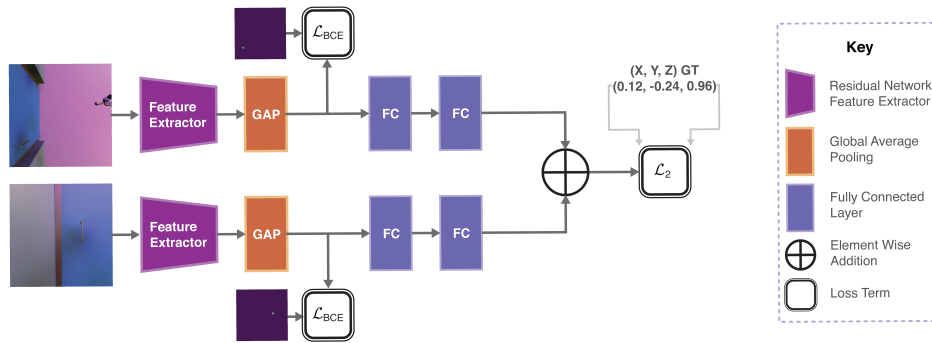 ℒBCE
Feature
Extractor
GAP
FC
FC
(X, Y, Z) GT
(0.12, -0.24, 0.96)
ℒ2
Feature
Extractor
GAP
FC
FC
ℒBCE
Key
Residual Network
Feature Extractor
Global Average
Pooling
Fully Connected
Layer
Element Wise
Addition
Loss Term